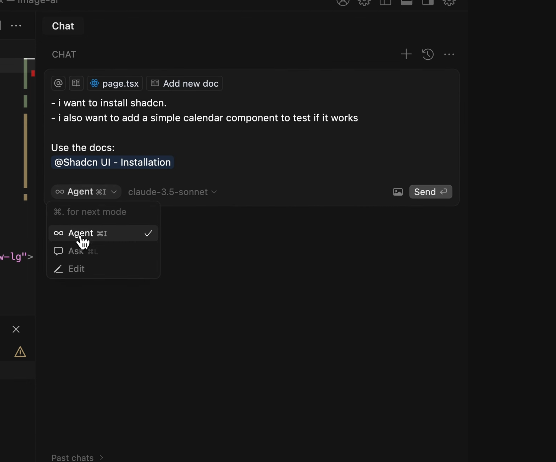 Chat
CHAT
@ page.tsx Add new doc
- i want to install shadcn.
- i also want to add a simple calendar component to test if it works
Use the docs:
@Shadcn UI - Installation
∞ Agent ⌘I claude-3.5-sonnet
Send ⏎
⌘. for next mode
∞ Agent ⌘I
Ask
Edit
w-lg">
Past chats >